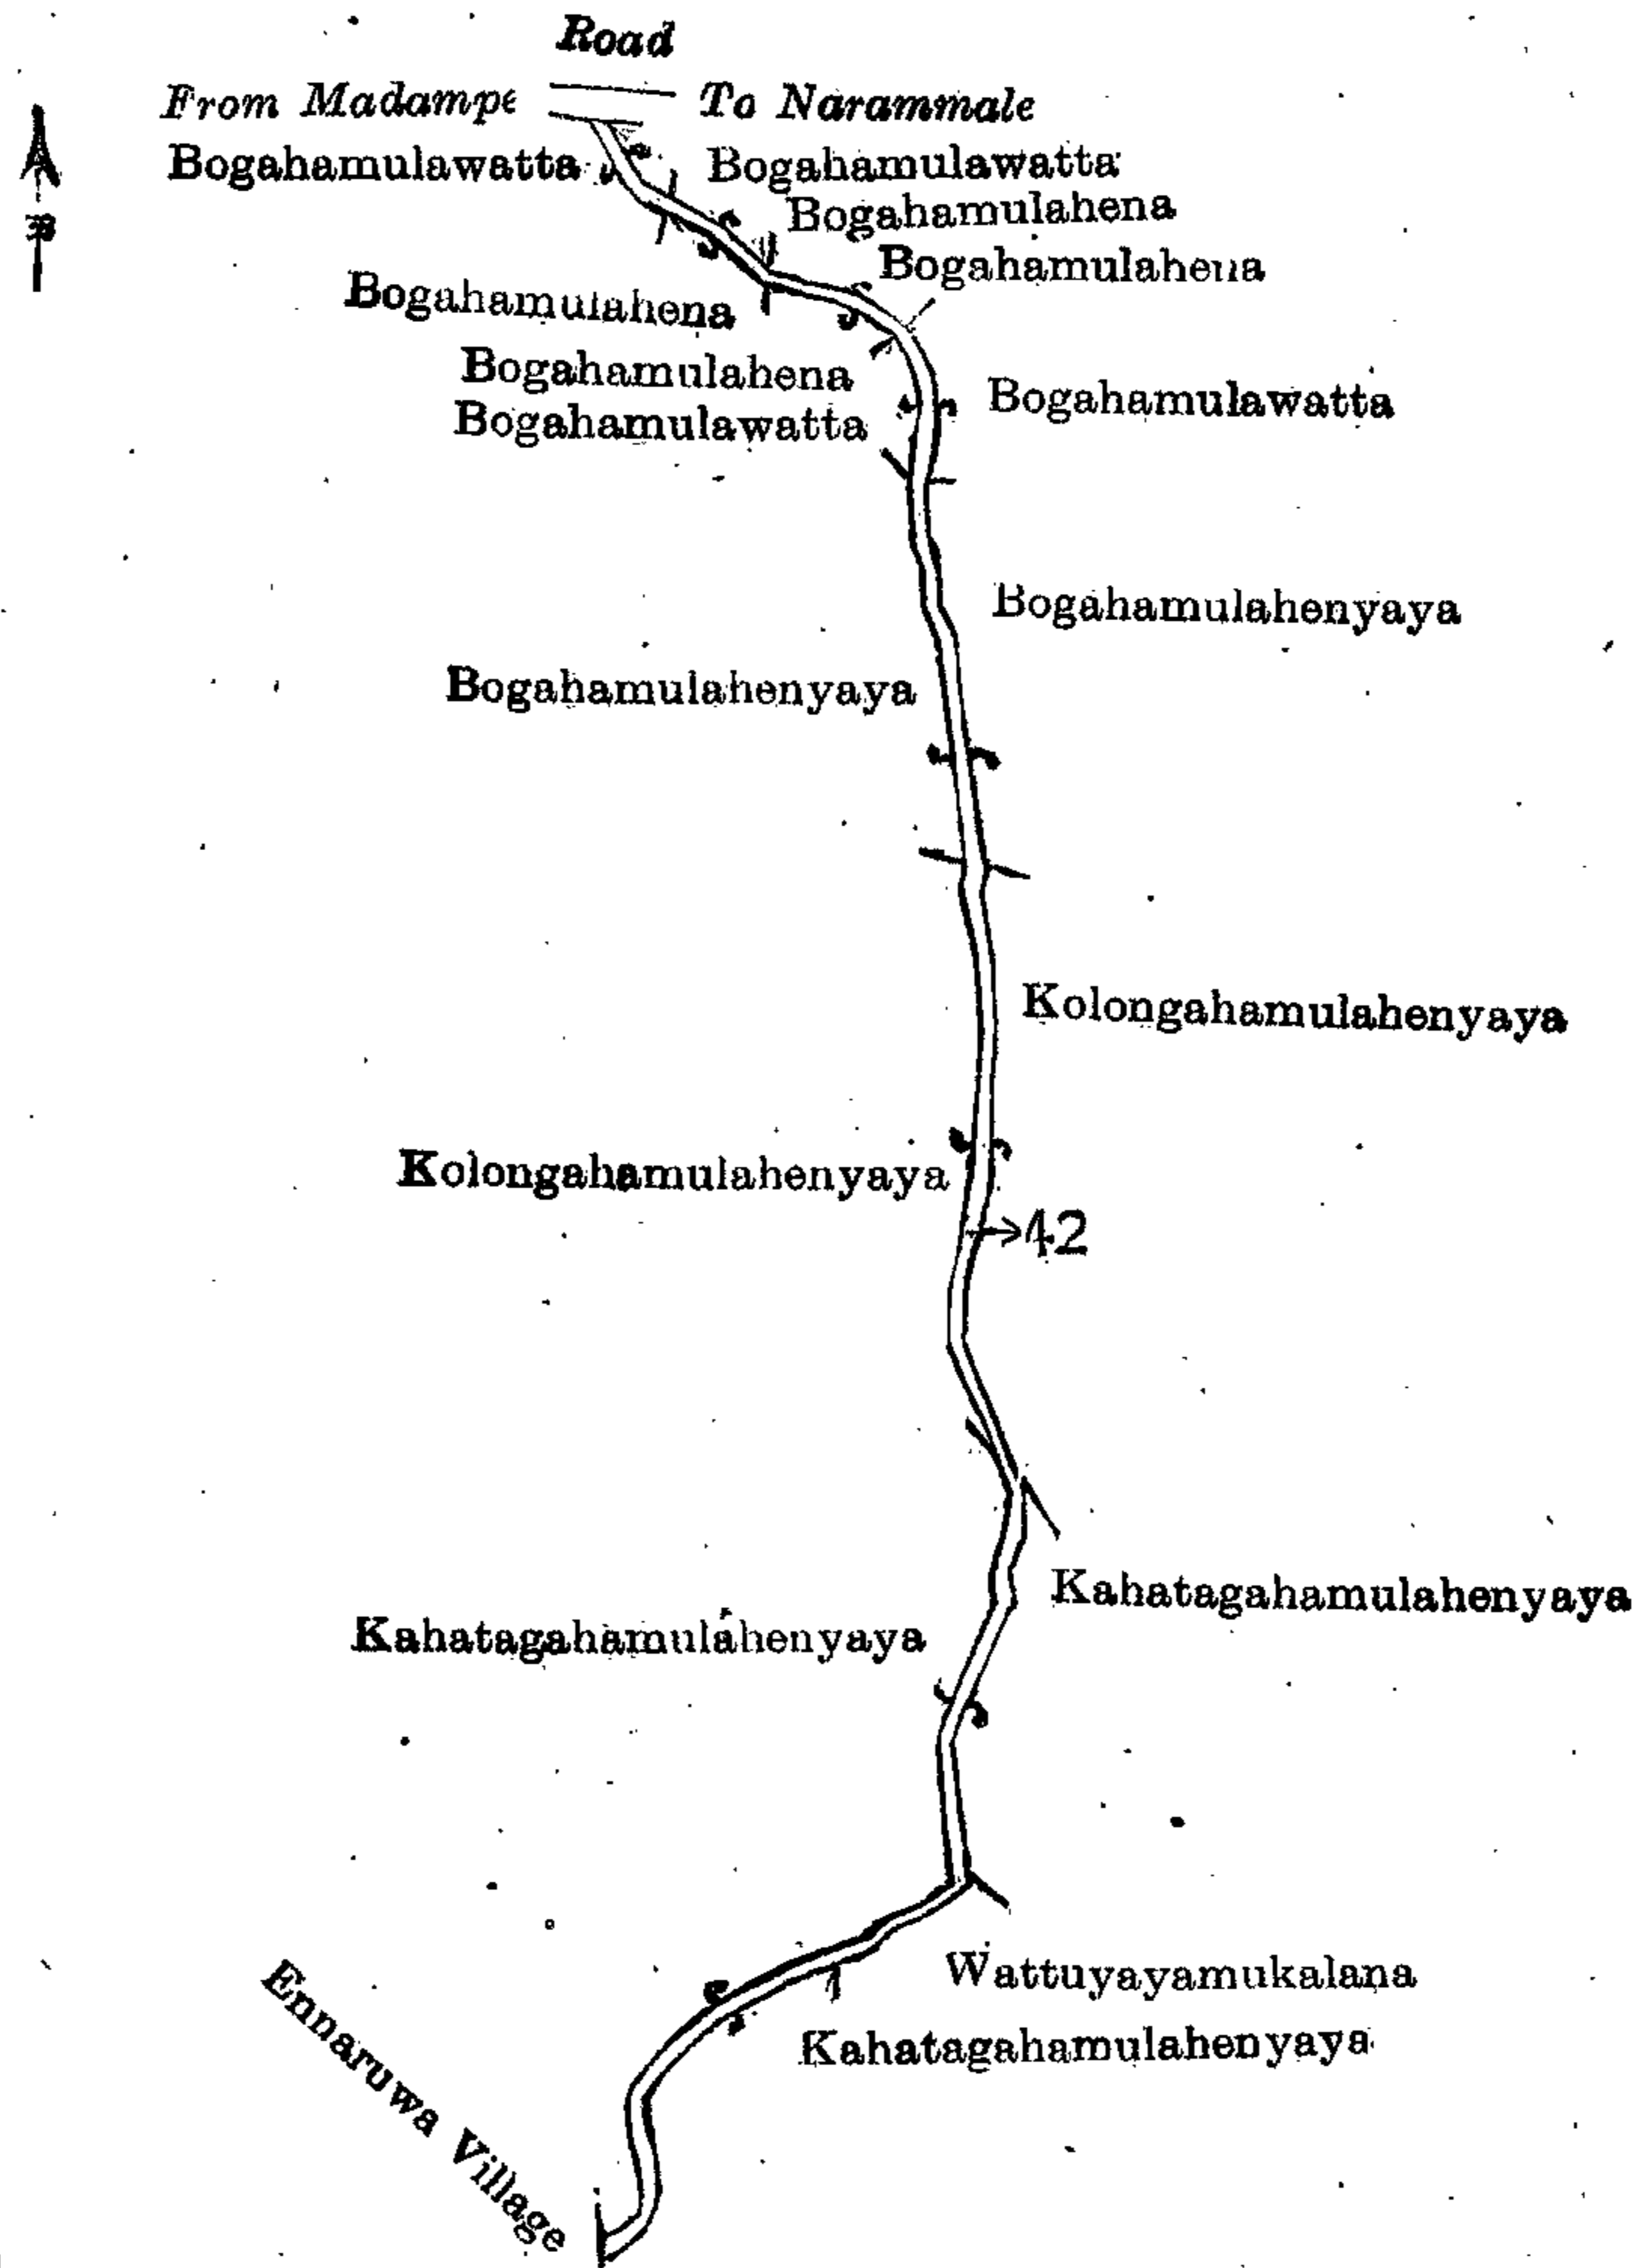 Road
From Madampe
To Narammale
Bogahamulawatta
Bogahamulawatta
Bogahamulahena
Bogahamulahena
Bogahamulahena
Bogahamulahena
Bogahamulawatta
Bogahamulawatta
Bogahamulahenyaya
Bogahamulahenyaya
Kolongahamulahenyaya
Kolongahamulahenyaya
42
Kahatagahamulahenyaya
Kahatagahamulahenyaya
Wattuyayamukalana
Kahatagahamulahenyaya
Ennaruwa Village